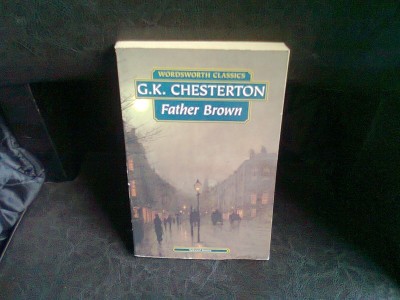 WORDSWORTH CLASSICS
G.K. CHESTERTON
Father Brown